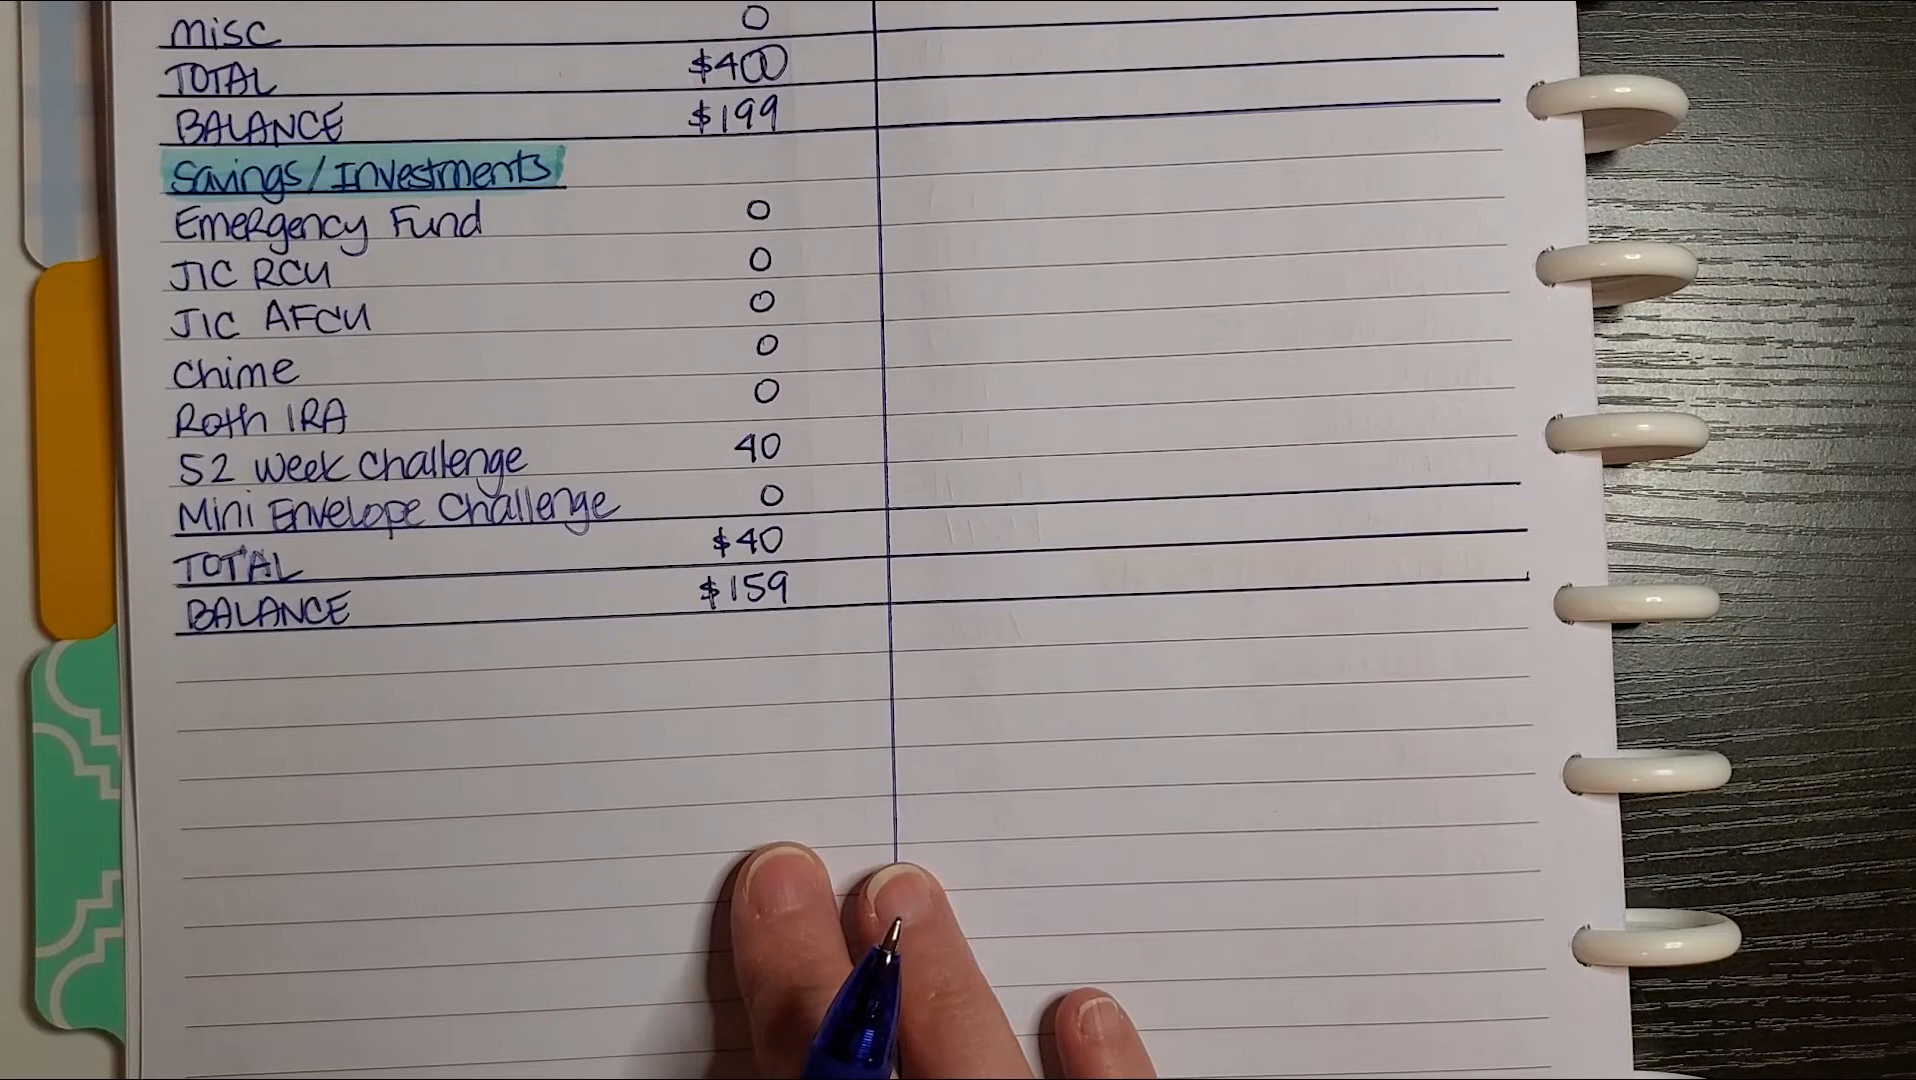 Misc 0
TOTAL $400
BALANCE $199
Savings/Investments
Emergency Fund 0
JIC RCU 0
JIC AFCU 0
Chime 0
Roth IRA 0
52 Week Challenge 40
Mini Envelope Challenge 0
TOTAL $40
BALANCE $159